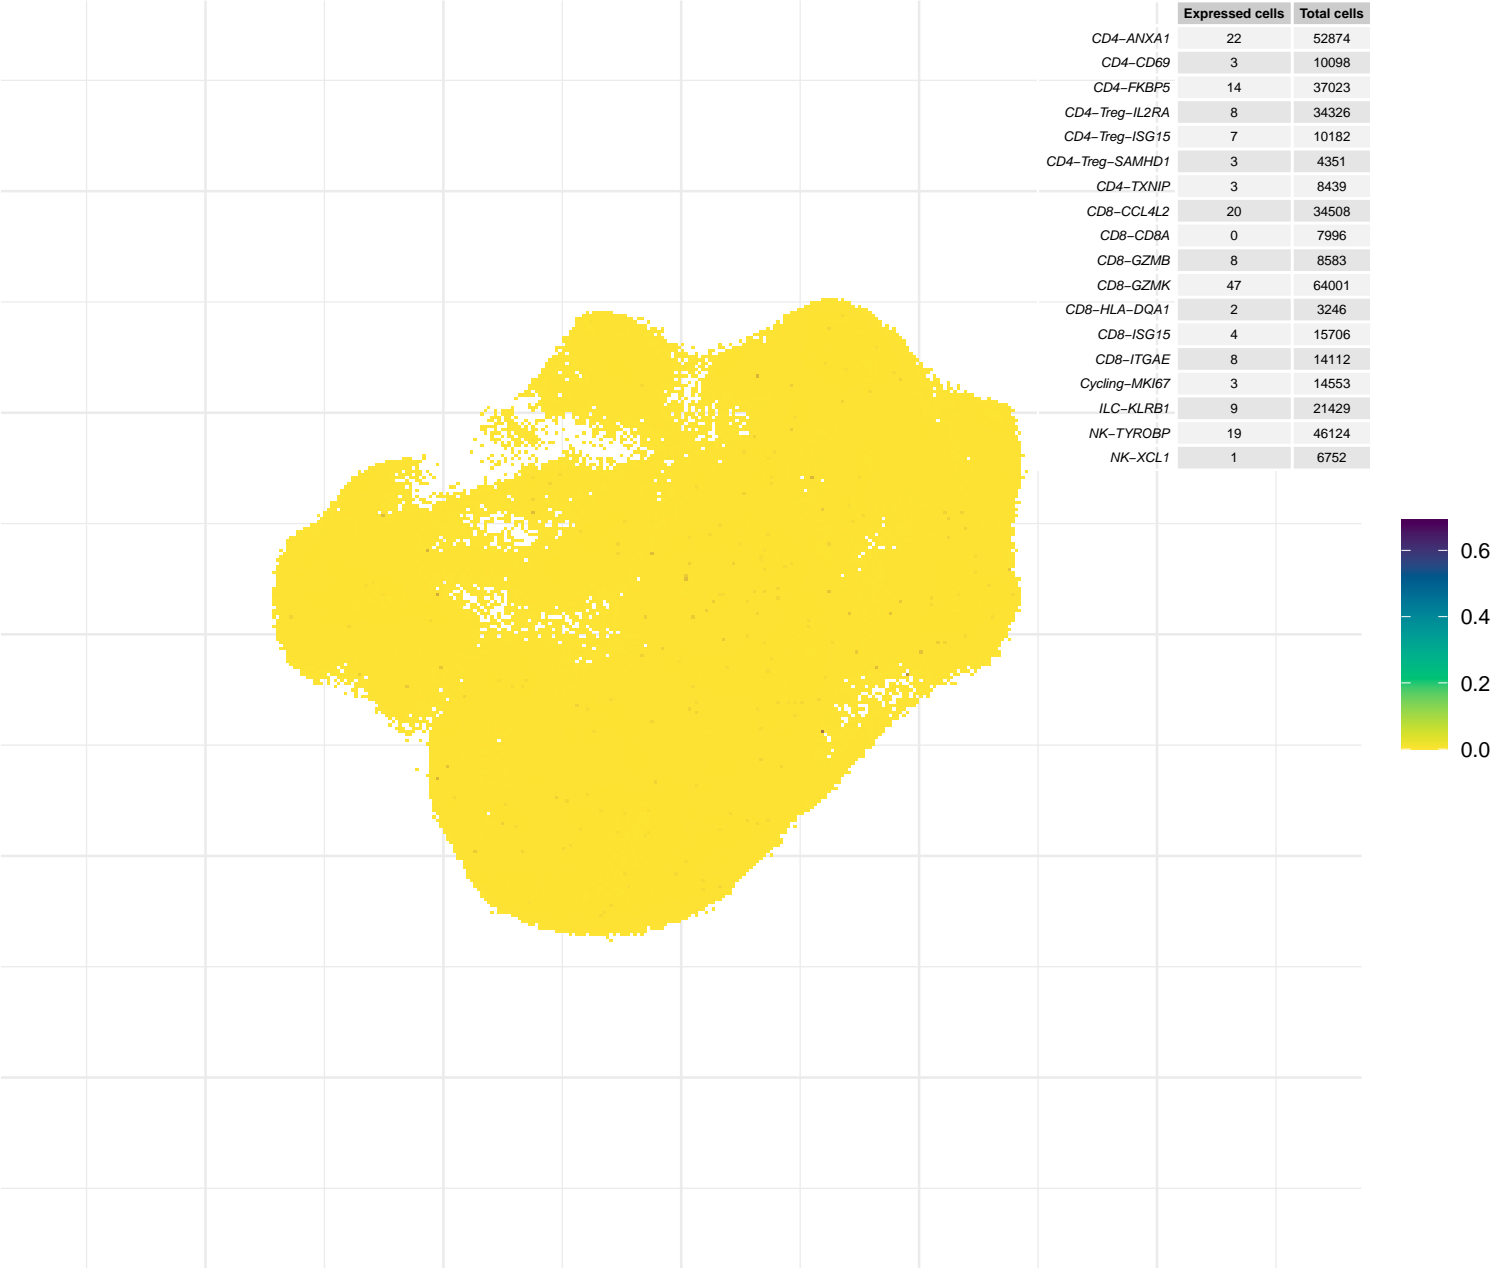 Expressed cells Total cells
CD4−ANXA1 22 52874
CD4−CD69 3 10098
CD4−FKBP5 14 37023
CD4−Treg−IL2RA 8 34326
CD4−Treg−ISG15 7 10182
CD4−Treg−SAMHD1 3 4351
CD4−TXNIP 3 8439
CD8−CCL4L2 20 34508
CD8−CD8A 0 7996
CD8−GZMB 8 8583
CD8−GZMK 47 64001
CD8−HLA−DQA1 2 3246
CD8−ISG15 4 15706
CD8−ITGAE 8 14112
Cycling−MKI67 3 14553
ILC−KLRB1 9 21429
NK−TYROBP 19 46124
NK−XCL1 1 6752
0.6
0.4
0.2
0.0